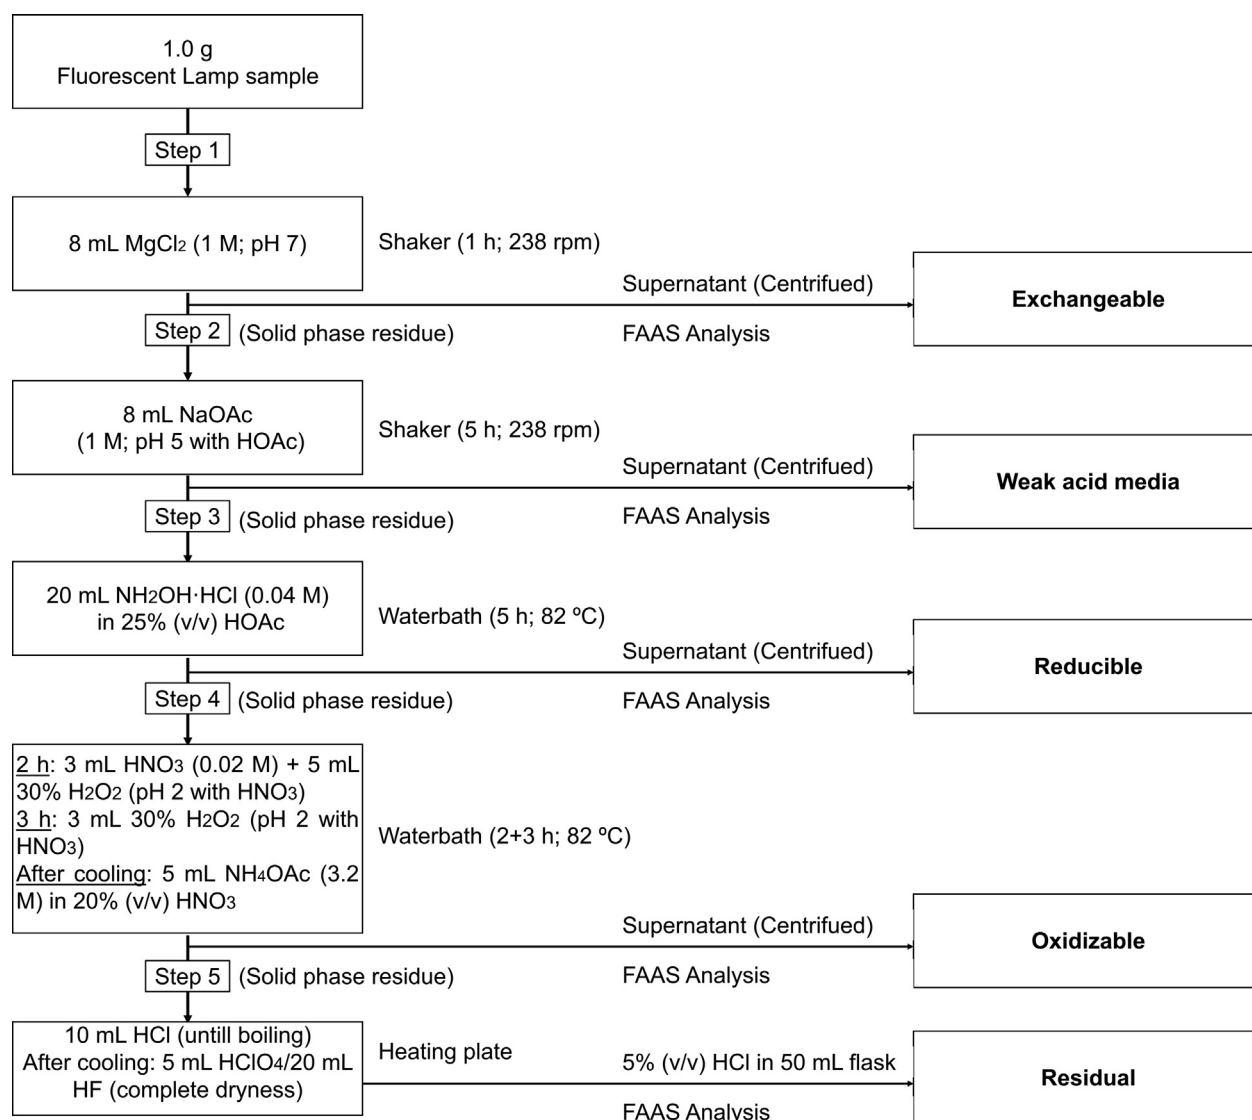 1.0 g
Fluorescent Lamp sample
Step 1
8 mL MgCl2 (1 M; pH 7)
Shaker (1 h; 238 rpm)
Supernatant (Centrifued)
Exchangeable
Step 2
(Solid phase residue)
FAAS Analysis
8 mL NaOAc
(1 M; pH 5 with HOAc)
Shaker (5 h; 238 rpm)
Supernatant (Centrifued)
Weak acid media
Step 3
(Solid phase residue)
FAAS Analysis
20 mL NH2OH·HCl (0.04 M)
in 25% (v/v) HOAc
Waterbath (5 h; 82 ºC)
Supernatant (Centrifued)
Reducible
Step 4
(Solid phase residue)
FAAS Analysis
2 h: 3 mL HNO3 (0.02 M) + 5 mL
30% H2O2 (pH 2 with HNO3)
3 h: 3 mL 30% H2O2 (pH 2 with
HNO3)
After cooling: 5 mL NH4OAc (3.2
M) in 20% (v/v) HNO3
Waterbath (2+3 h; 82 ºC)
Supernatant (Centrifued)
Oxidizable
Step 5
(Solid phase residue)
FAAS Analysis
10 mL HCl (untill boiling)
After cooling: 5 mL HClO4/20 mL
HF (complete dryness)
Heating plate
5% (v/v) HCl in 50 mL flask
Residual
FAAS Analysis